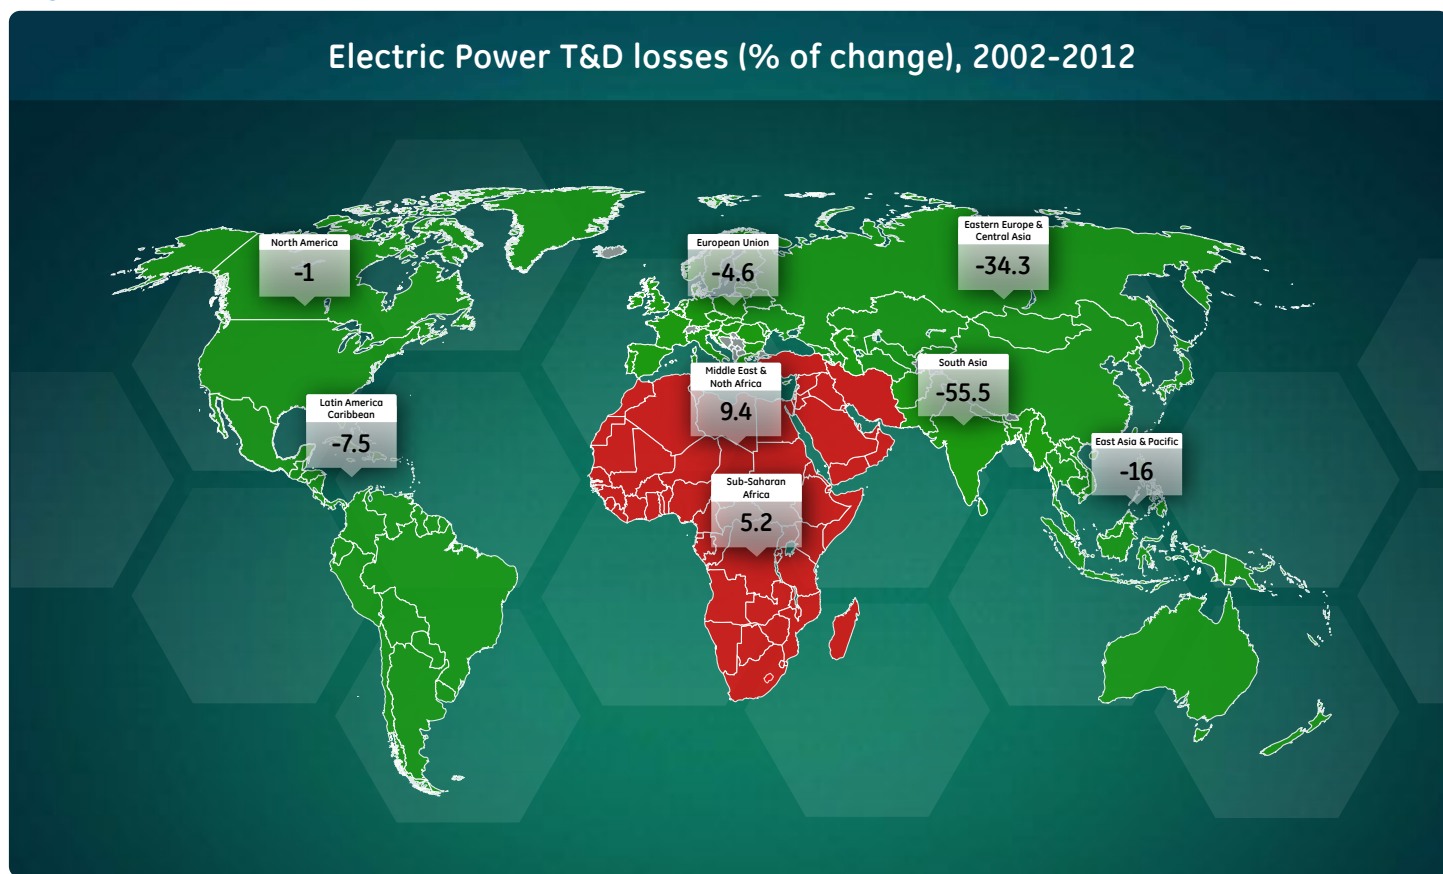 Electric Power T&D losses (% of change), 2002-2012
North America
-1
European Union
-4.6
Eastern Europe &
Central Asia
-34.3
Latin America
Caribbean
-7.5
Middle East &
Noth Africa
9.4
South Asia
-55.5
East Asia & Pacific
-16
Sub-Saharan
Africa
5.2